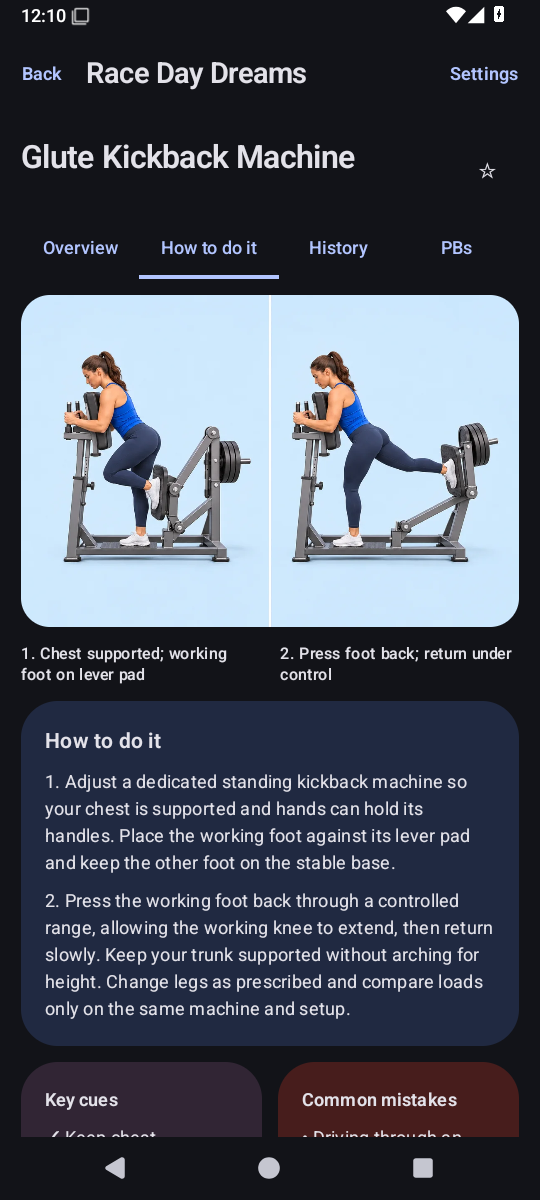 12:10
Back Race Day Dreams Settings
Glute Kickback Machine
Overview How to do it History PBs
1. Chest supported; working
foot on lever pad
2. Press foot back; return under
control
How to do it
1. Adjust a dedicated standing kickback machine so
your chest is supported and hands can hold its
handles. Place the working foot against its lever pad
and keep the other foot on the stable base.
2. Press the working foot back through a controlled
range, allowing the working knee to extend, then return
slowly. Keep your trunk supported without arching for
height. Change legs as prescribed and compare loads
only on the same machine and setup.
Key cues
✓ Keep chest
Common mistakes
• Driving through an